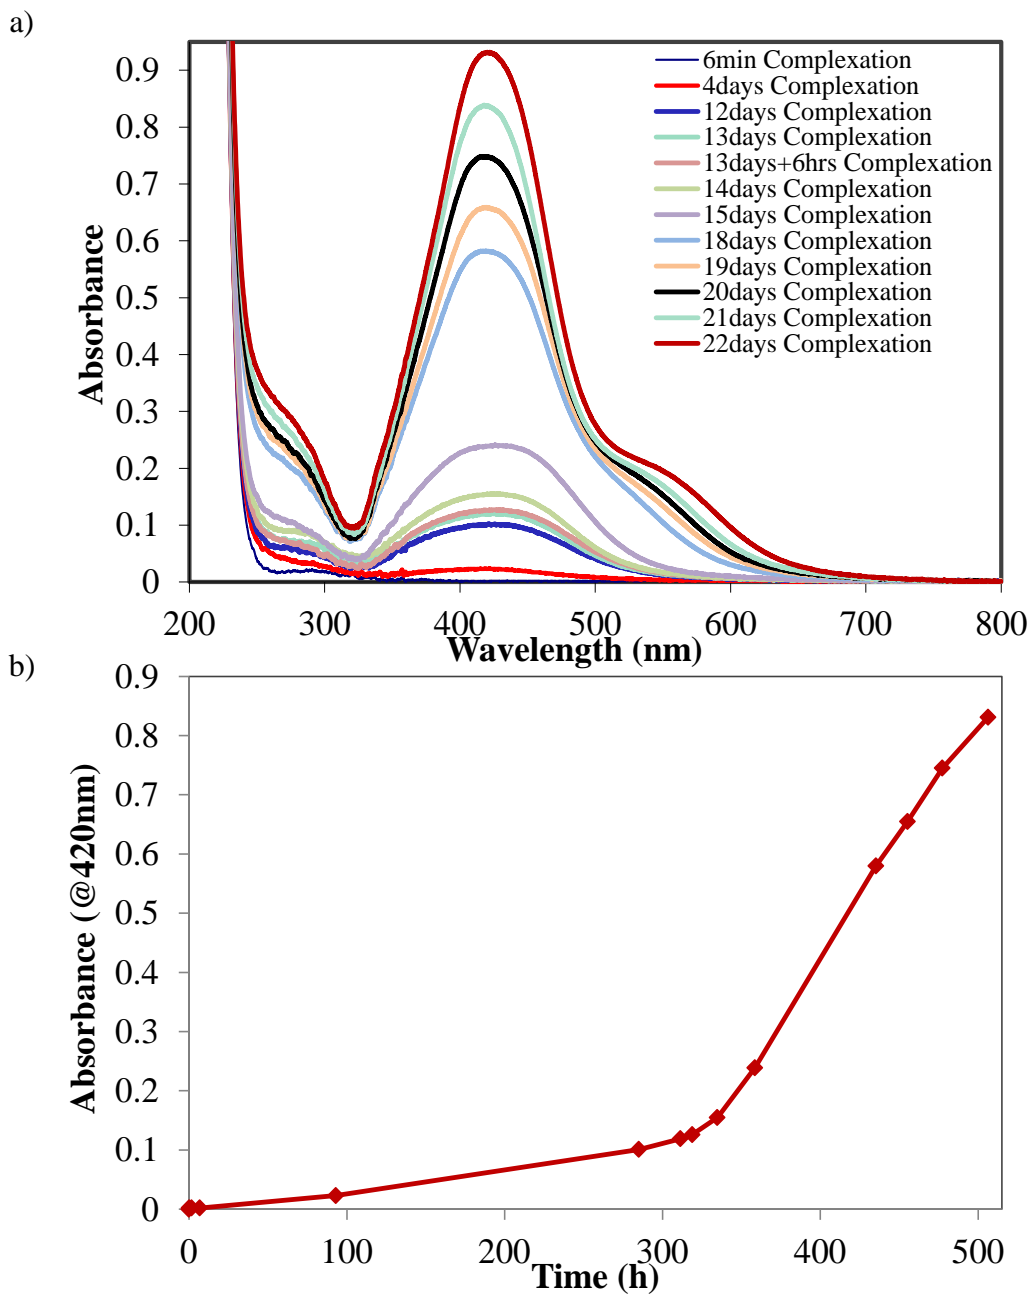 a)
0.9
0.8
0.7
0.6
0.5
0.4
0.3
0.2
0.1
0
Absorbance
6min Complexation
4days Complexation
12days Complexation
13days Complexation
13days+6hrs Complexation
14days Complexation
15days Complexation
18days Complexation
19days Complexation
20days Complexation
21days Complexation
22days Complexation
200 300 400 500 600 700 800
Wavelength (nm)
b)
0.9
0.8
0.7
0.6
0.5
0.4
0.3
0.2
0.1
0
Absorbance (@420nm)
0 100 200 300 400 500
Time (h)